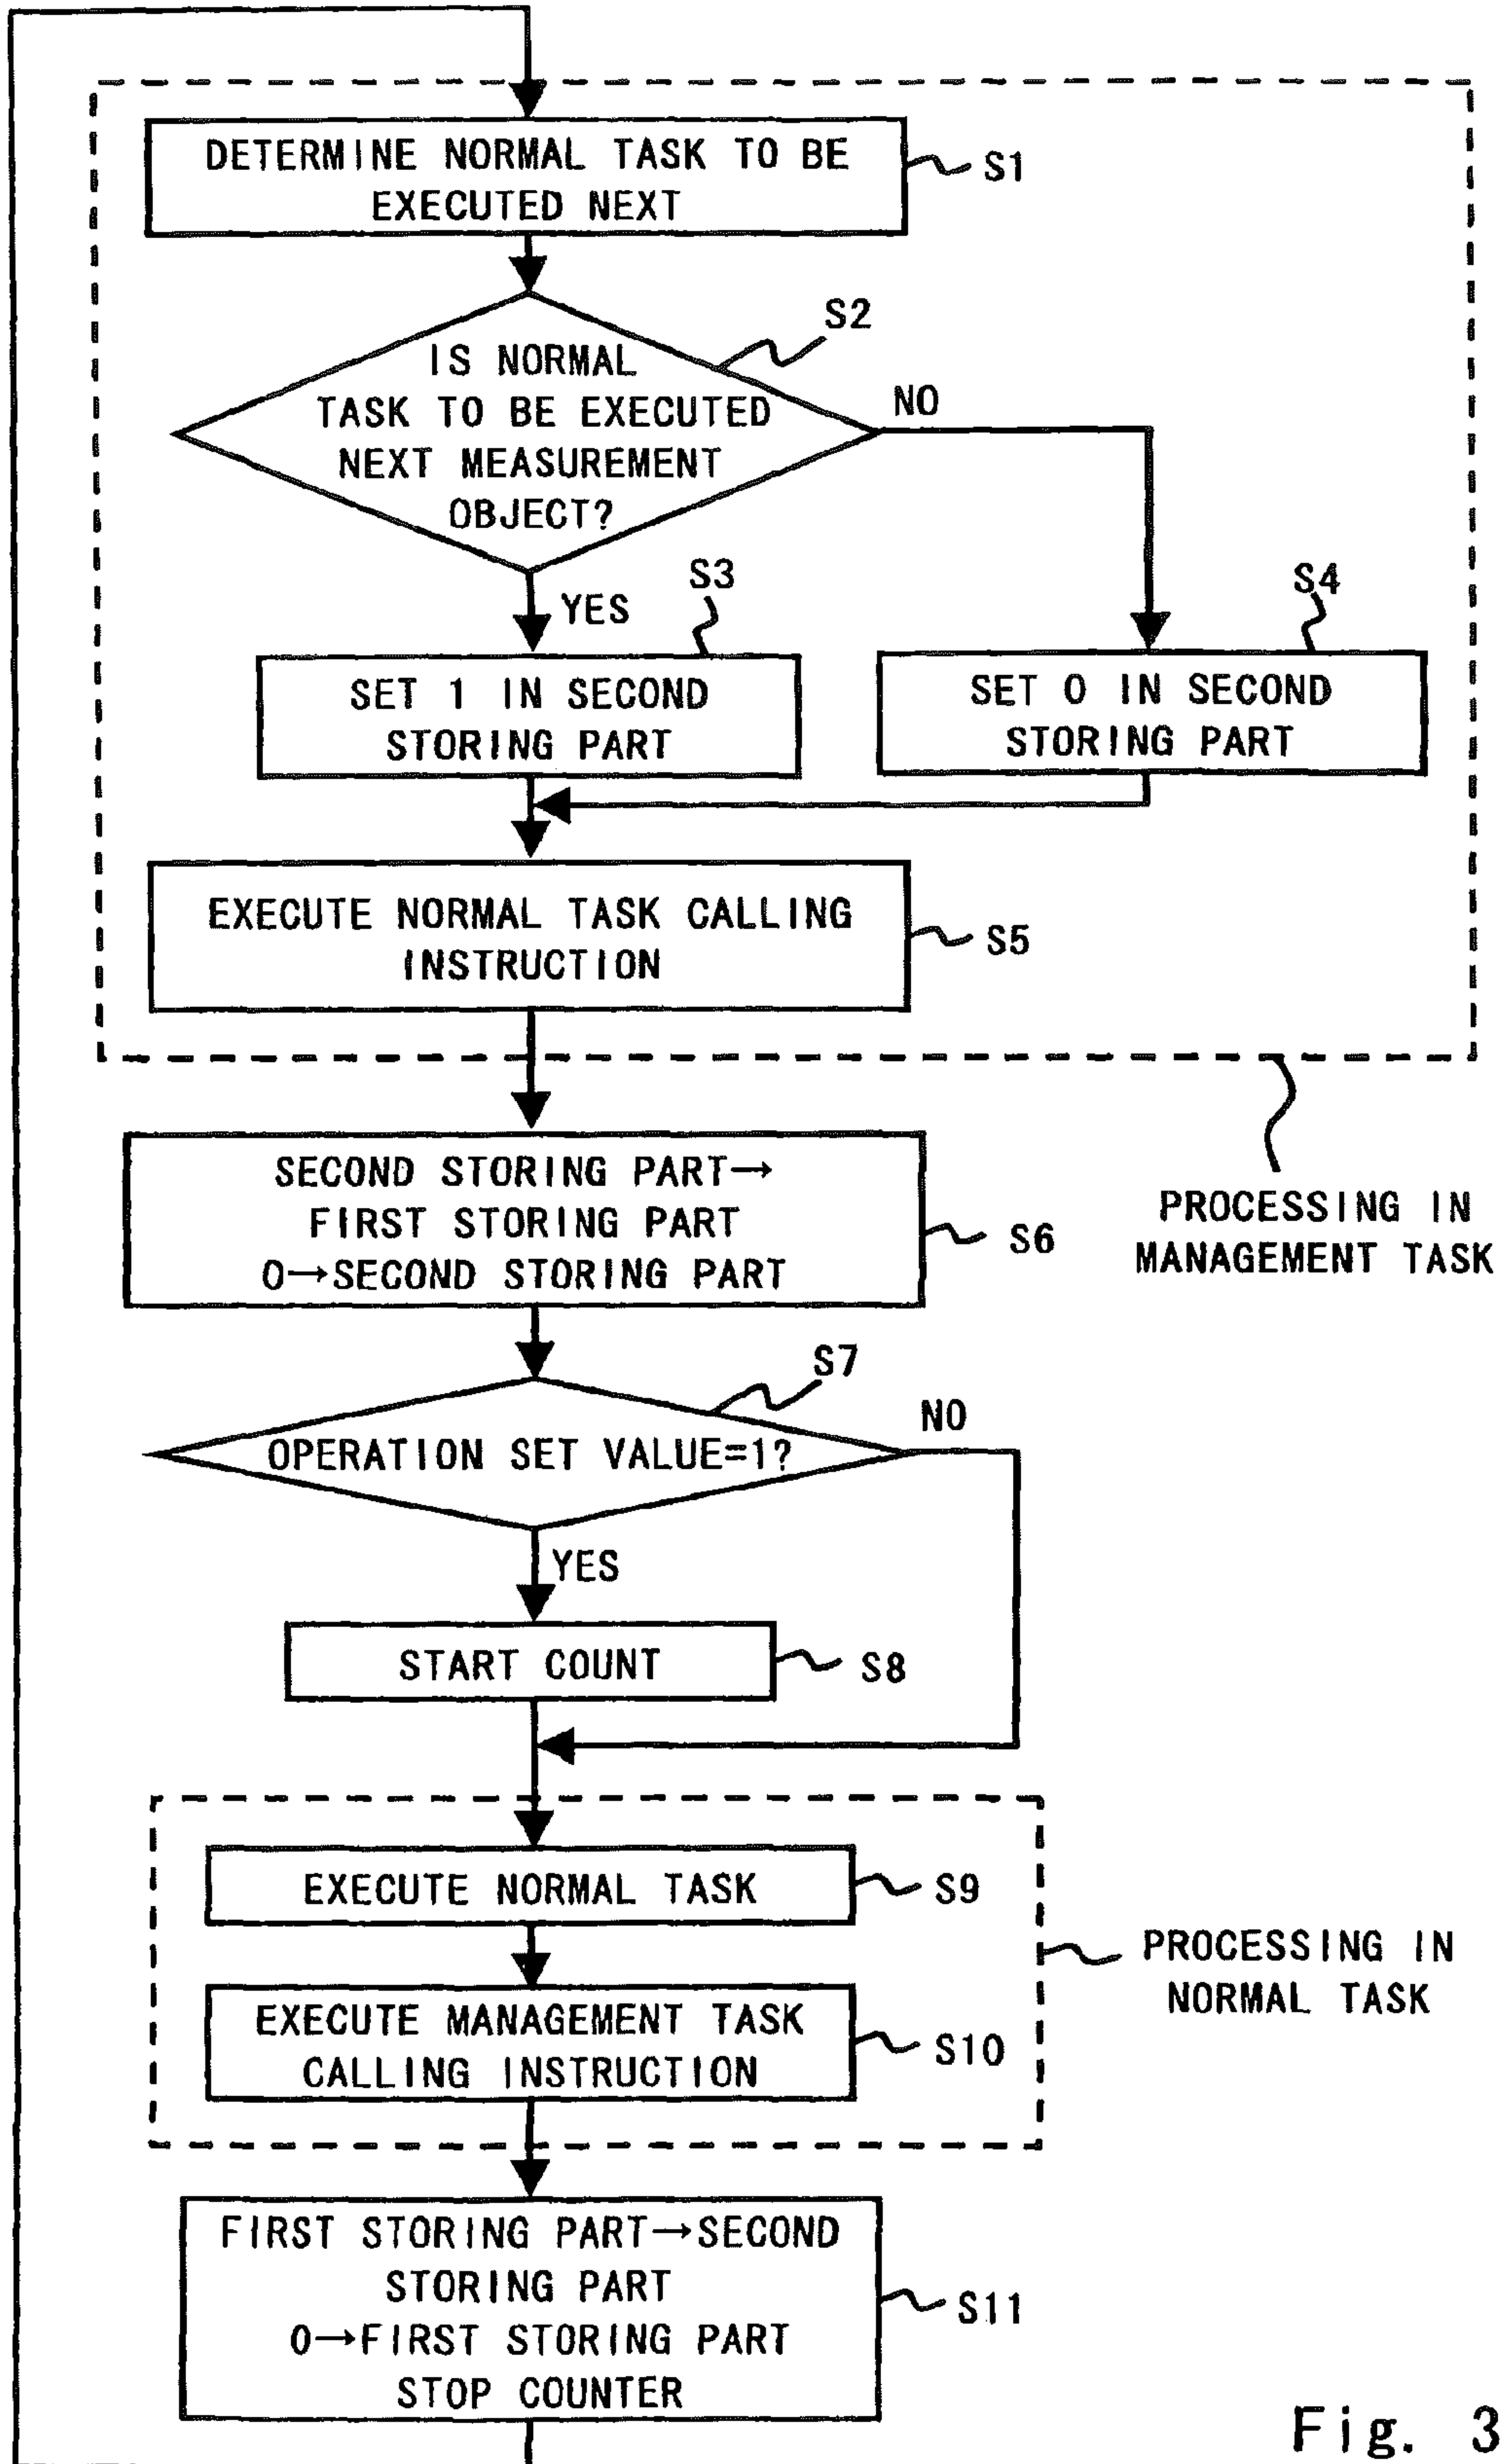 DETERMINE NORMAL TASK TO BE
EXECUTED NEXT
S1
S2
IS NORMAL
TASK TO BE EXECUTED
NEXT MEASUREMENT
OBJECT?
NO
YES
S3
S4
SET 1 IN SECOND
STORING PART
SET 0 IN SECOND
STORING PART
EXECUTE NORMAL TASK CALLING
INSTRUCTION
S5
PROCESSING IN
MANAGEMENT TASK
SECOND STORING PART→
FIRST STORING PART
0→SECOND STORING PART
S6
S7
OPERATION SET VALUE=1?
NO
YES
START COUNT
S8
EXECUTE NORMAL TASK
S9
EXECUTE MANAGEMENT TASK
CALLING INSTRUCTION
S10
PROCESSING IN
NORMAL TASK
FIRST STORING PART→SECOND
STORING PART
0→FIRST STORING PART
STOP COUNTER
S11
Fig. 3